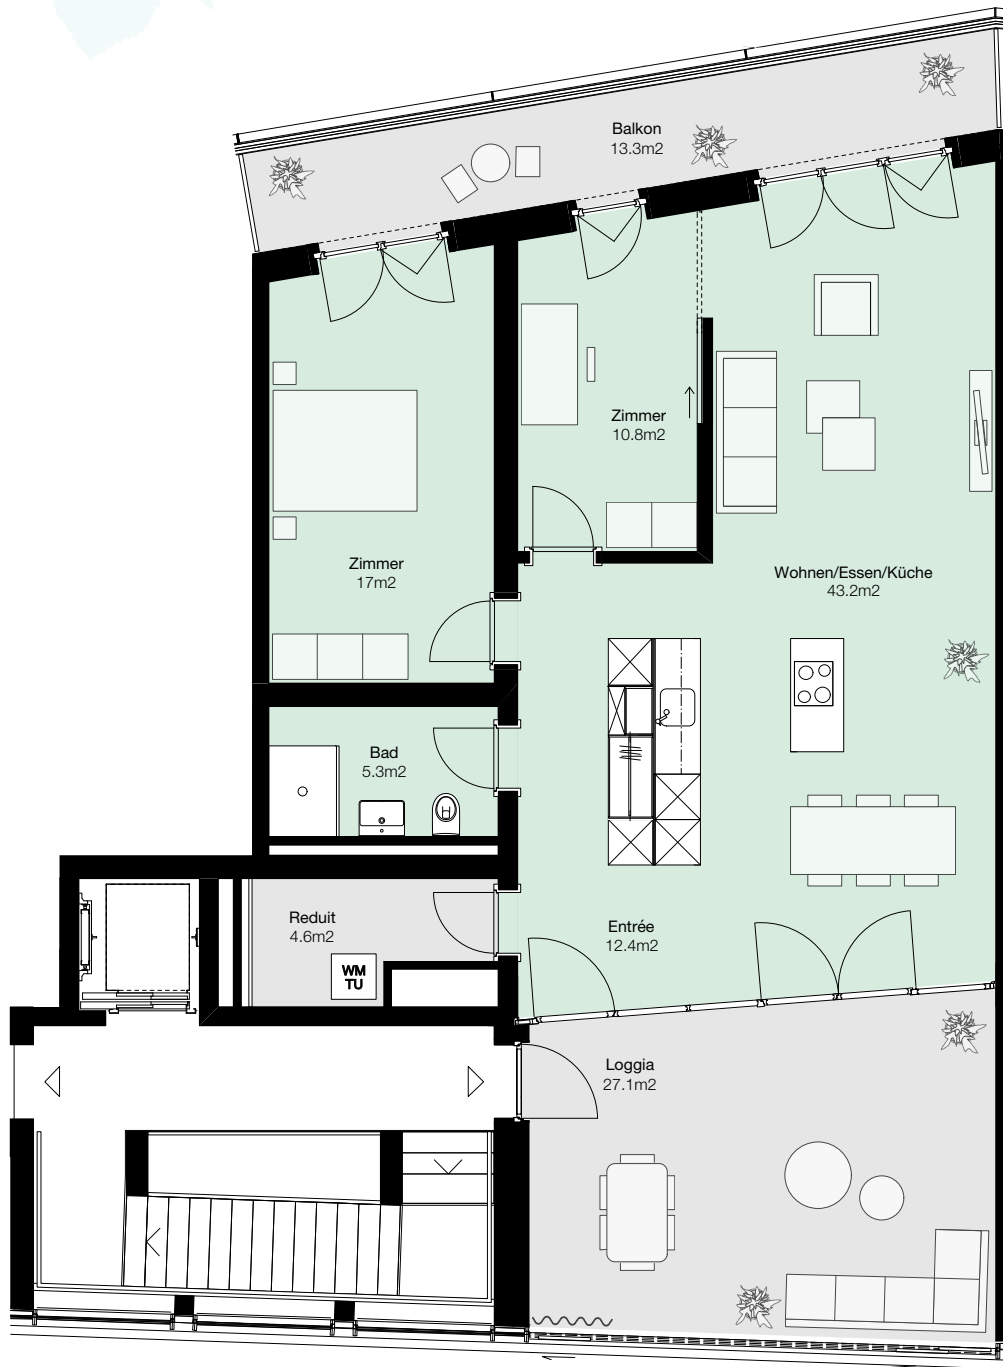 Balkon
13.3m2
Zimmer
10.8m2
Zimmer
17m2
Wohnen/Essen/Küche
43.2m2
Bad
5.3m2
Reduit
4.6m2
WM
TU
Entrée
12.4m2
Loggia
27.1m2